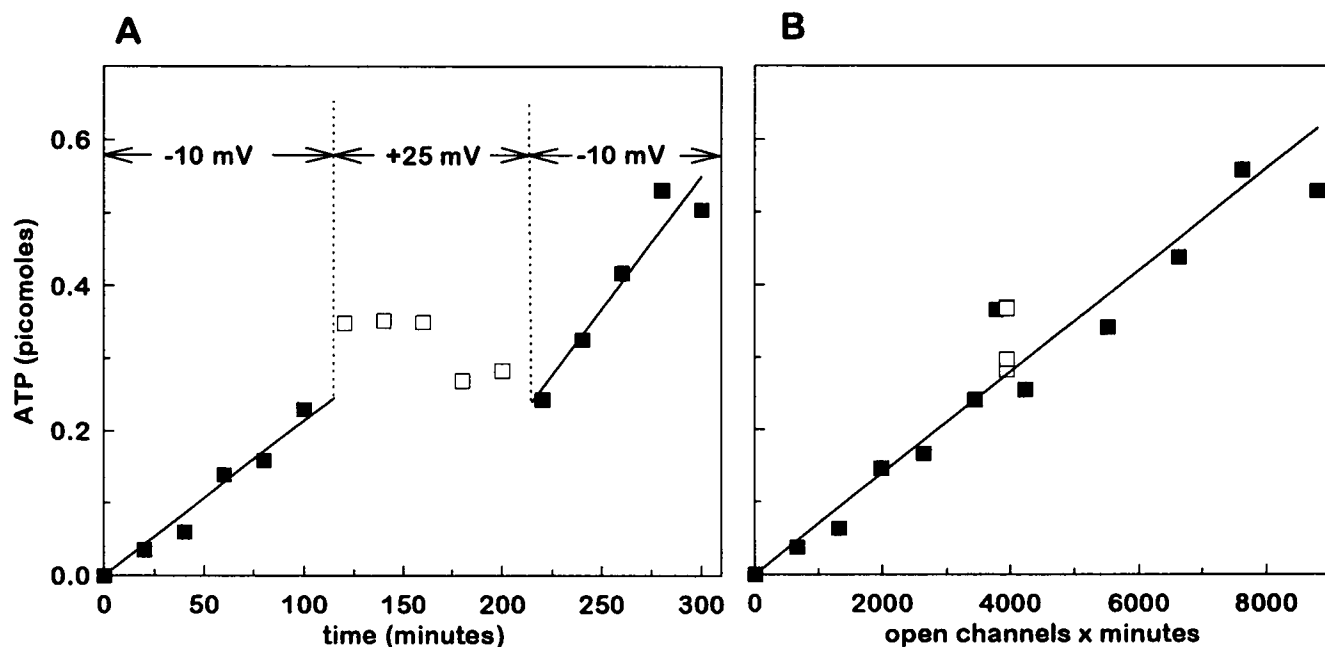 A
B
-10 mV
+25 mV
-10 mV
0.6
0.4
0.2
0.0
ATP (picomoles)
0
50
100
150
200
250
300
time (minutes)
0
2000
4000
6000
8000
open channels x minutes